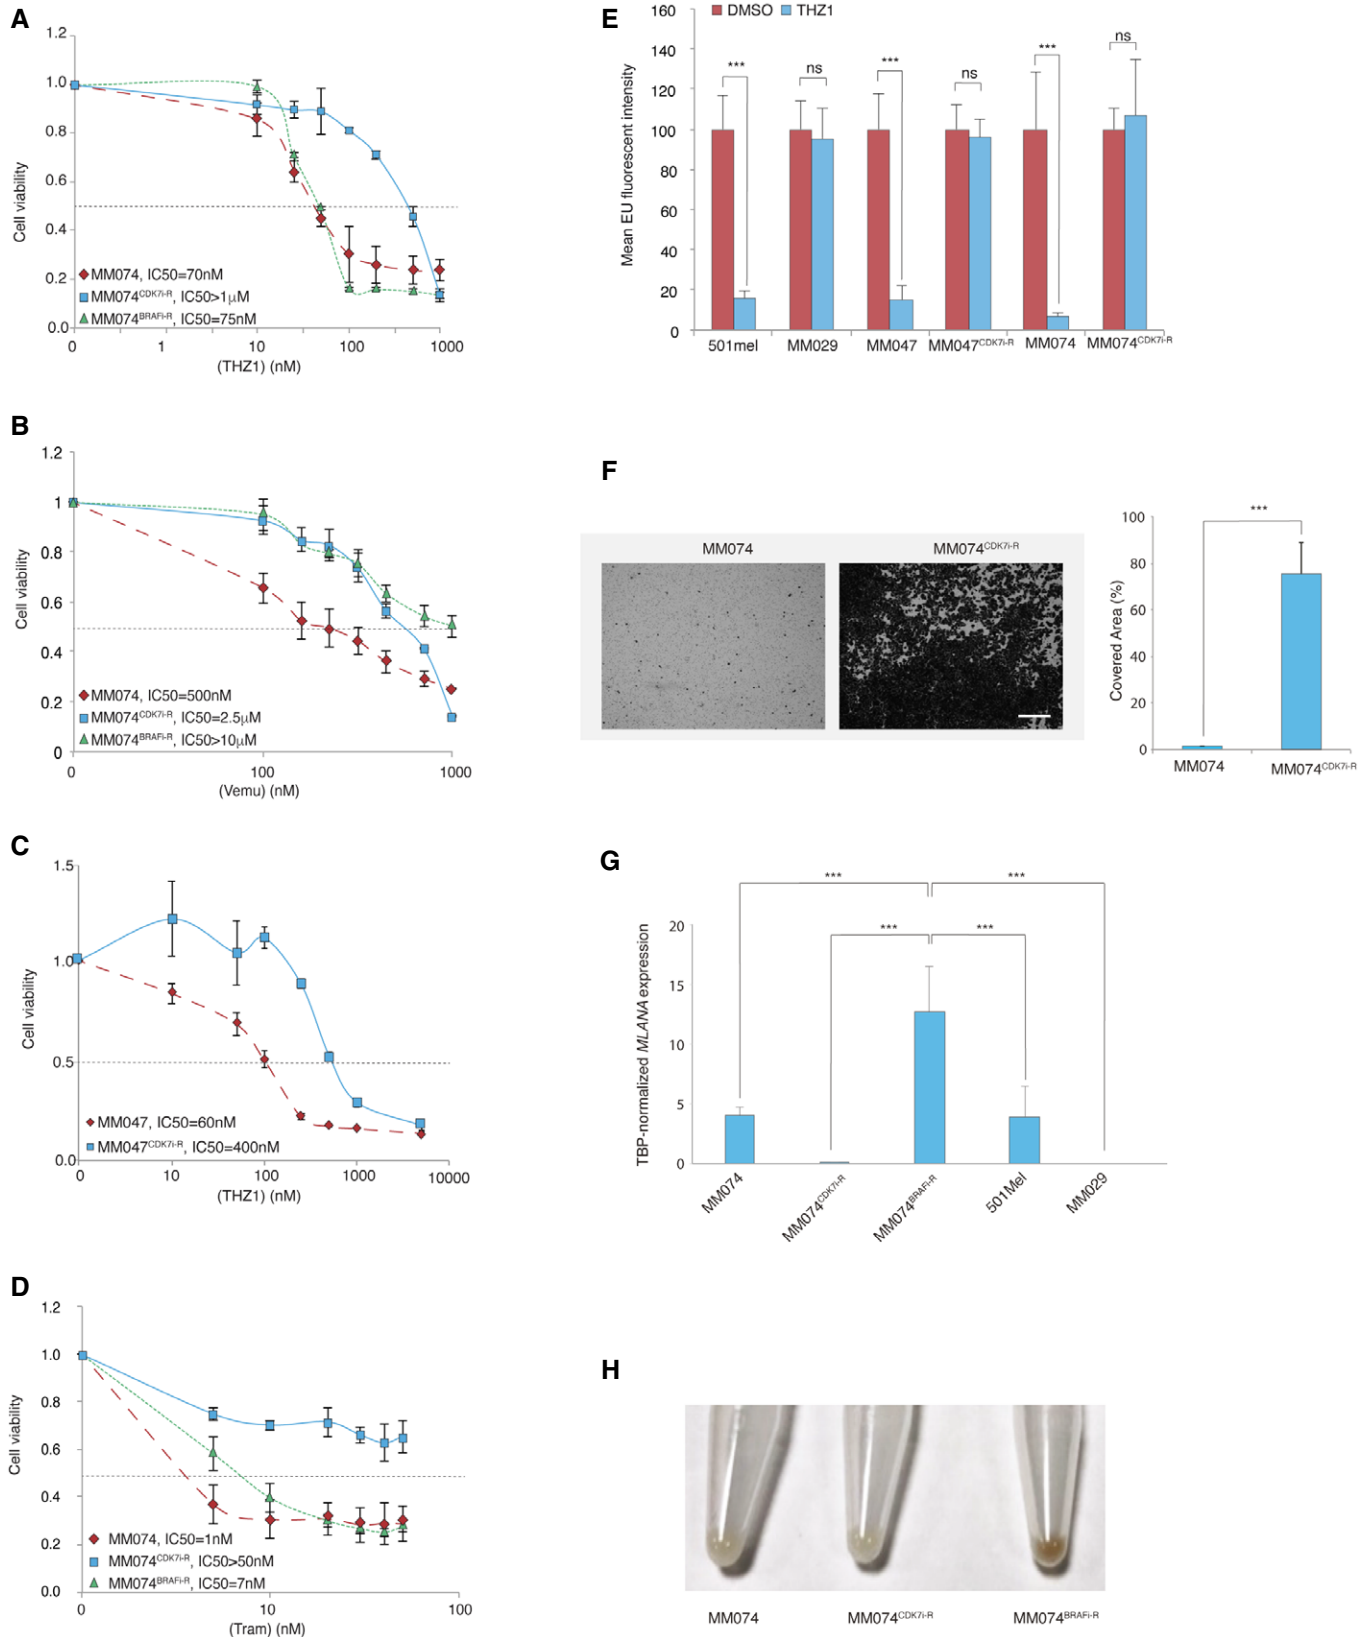 A
1.2
1.0
0.8
0.6
0.4
0.2
0.0
Cell viability
MM074, IC50=70nM
MM074CDK7i-R, IC50>1μM
MM074BRAFi-R, IC50=75nM
0 1 10 100 1000
(THZ1) (nM)
B
1.2
1
0.8
0.6
0.4
0.2
0
Cell viability
MM074, IC50=500nM
MM074CDK7i-R, IC50=2.5μM
MM074BRAFi-R, IC50>10μM
0 100 1000
(Vemu) (nM)
C
1.5
1.0
0.5
0.0
Cell viability
MM047, IC50=60nM
MM047CDK7i-R, IC50=400nM
0 10 100 1000 10000
(THZ1) (nM)
D
1.2
1.0
0.8
0.6
0.4
0.2
0.0
Cell viability
MM074, IC50=1nM
MM074CDK7i-R, IC50>50nM
MM074BRAFi-R, IC50=7nM
0 10 100
(Tram) (nM)
E
DMSO THZ1
160
140
120
100
80
60
40
20
0
Mean EU fluorescent intensity
*** ns *** ns *** ns
501mel MM029 MM047 MM047CDK7i-R MM074 MM074CDK7i-R
F
MM074 MM074CDK7i-R
100
80
60
40
20
0
Covered Area (%)
***
MM074 MM074CDK7i-R
G
*** ***
*** ***
20
15
10
5
0
TBP-normalized MLANA expression
MM074 MM074CDK7i-R MM074BRAFi-R 501Mel MM029
H
MM074 MM074CDK7i-R MM074BRAFi-R